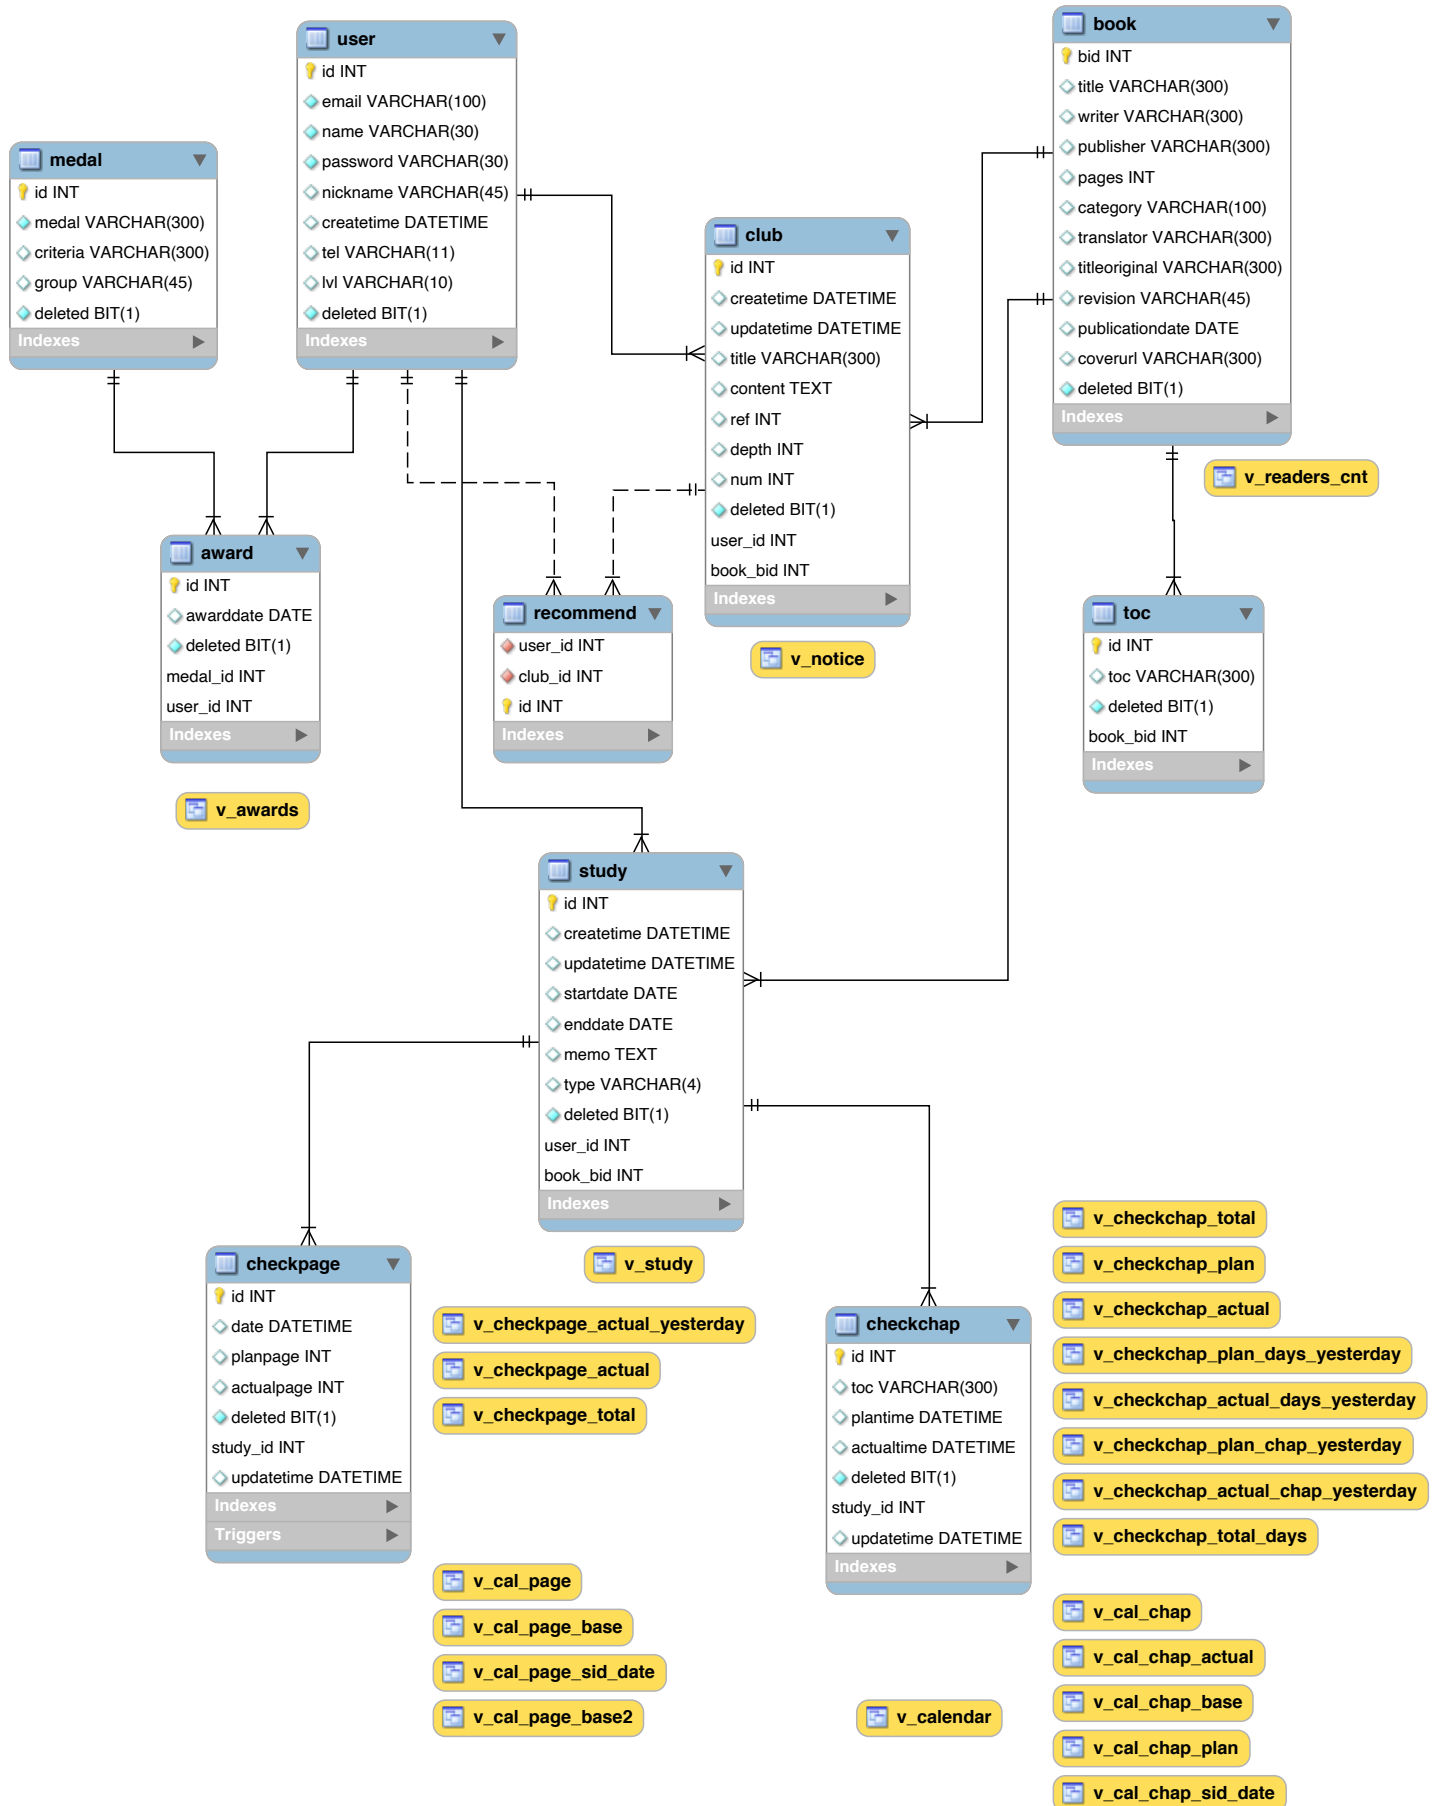 user
id INT
email VARCHAR(100)
name VARCHAR(30)
password VARCHAR(30)
nickname VARCHAR(45)
createtime DATETIME
tel VARCHAR(11)
lvl VARCHAR(10)
deleted BIT(1)
Indexes
book
bid INT
title VARCHAR(300)
writer VARCHAR(300)
publisher VARCHAR(300)
pages INT
category VARCHAR(100)
translator VARCHAR(300)
titleoriginal VARCHAR(300)
revision VARCHAR(45)
publicationdate DATE
coverurl VARCHAR(300)
deleted BIT(1)
Indexes
v_readers_cnt
medal
id INT
medal VARCHAR(300)
criteria VARCHAR(300)
group VARCHAR(45)
deleted BIT(1)
Indexes
club
id INT
createtime DATETIME
updatetime DATETIME
title VARCHAR(300)
content TEXT
ref INT
depth INT
num INT
deleted BIT(1)
user_id INT
book_bid INT
Indexes
v_notice
award
id INT
awarddate DATE
deleted BIT(1)
medal_id INT
user_id INT
Indexes
v_awards
recommend
user_id INT
club_id INT
id INT
Indexes
toc
id INT
toc VARCHAR(300)
deleted BIT(1)
book_bid INT
Indexes
study
id INT
createtime DATETIME
updatetime DATETIME
startdate DATE
enddate DATE
memo TEXT
type VARCHAR(4)
deleted BIT(1)
user_id INT
book_bid INT
Indexes
v_study
checkpage
id INT
date DATETIME
planpage INT
actualpage INT
deleted BIT(1)
study_id INT
updatetime DATETIME
Indexes
Triggers
v_checkpage_actual_yesterday
v_checkpage_actual
v_checkpage_total
v_cal_page
v_cal_page_base
v_cal_page_sid_date
v_cal_page_base2
checkchap
id INT
toc VARCHAR(300)
plantime DATETIME
actualtime DATETIME
deleted BIT(1)
study_id INT
updatetime DATETIME
Indexes
v_calendar
v_checkchap_total
v_checkchap_plan
v_checkchap_actual
v_checkchap_plan_days_yesterday
v_checkchap_actual_days_yesterday
v_checkchap_plan_chap_yesterday
v_checkchap_actual_chap_yesterday
v_checkchap_total_days
v_cal_chap
v_cal_chap_actual
v_cal_chap_base
v_cal_chap_plan
v_cal_chap_sid_date